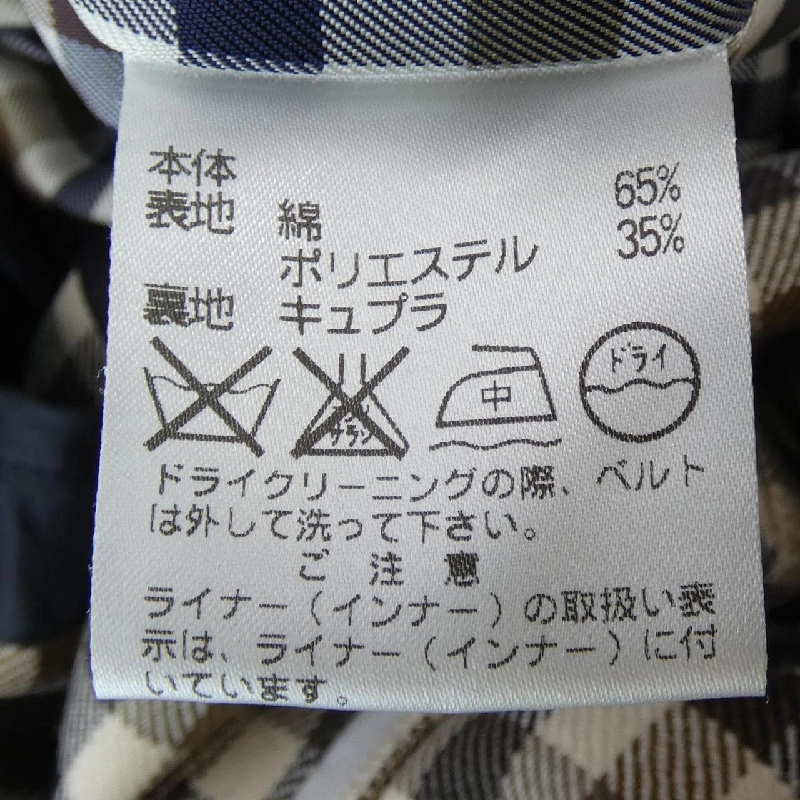 本体
表地 綿 65%
ポリエステル 35%
裏地 キュプラ
中
ドライ
ドライクリーニングの際、ベルト
は外して洗って下さい。
ご注意
ライナー（インナー）の取扱い表
示は、ライナー（インナー）に付
いています。